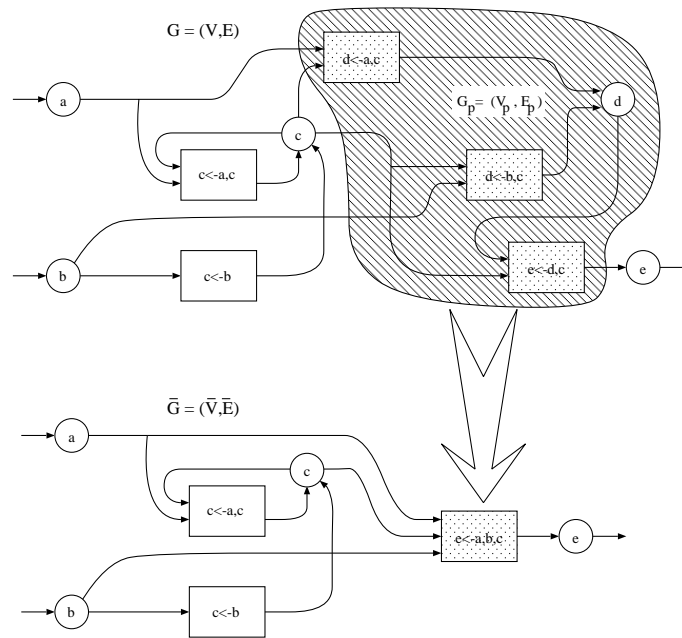 G = (V,E)
d<-a,c
a
G_p = (V_p, E_p)
d
c
c<-a,c
d<-b,c
b
c<-b
e<-d,c
e
G̅ = (V̅,E̅)
a
c
c<-a,c
e<-a,b,c
e
b
c<-b